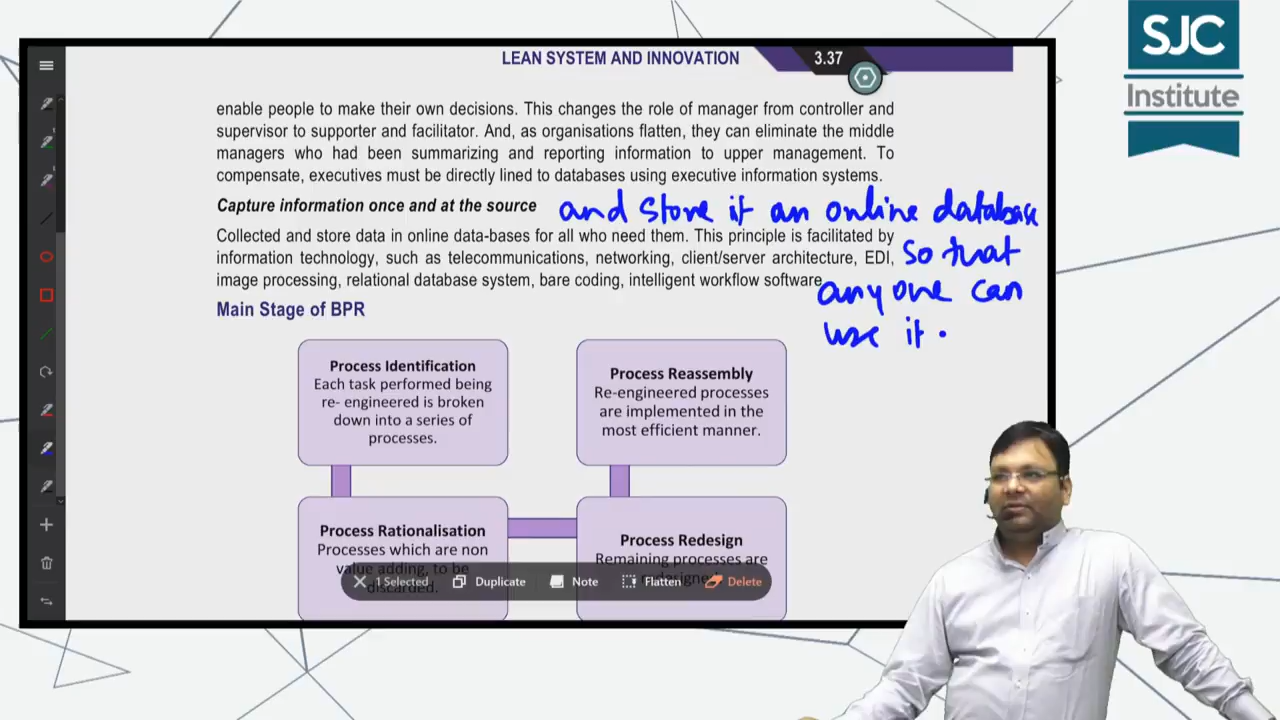 SJC
Institute
LEAN SYSTEM AND INNOVATION 3.37
enable people to make their own decisions. This changes the role of manager from controller and
supervisor to supporter and facilitator. And, as organisations flatten, they can eliminate the middle
managers who had been summarizing and reporting information to upper management. To
compensate, executives must be directly lined to databases using executive information systems.
Capture information once and at the source and store it an online database
Collected and store data in online data-bases for all who need them. This principle is facilitated by
information technology, such as telecommunications, networking, client/server architecture, EDI, so that
image processing, relational database system, bare coding, intelligent workflow software. anyone can
use it.
Main Stage of BPR
Process Identification
Each task performed being
re- engineered is broken
down into a series of
processes.
Process Reassembly
Re-engineered processes
are implemented in the
most efficient manner.
Process Rationalisation
Processes which are non
value adding, to be
discarded.
Process Redesign
Remaining processes are
redesigned
1 Selected Duplicate Note Flatten Delete